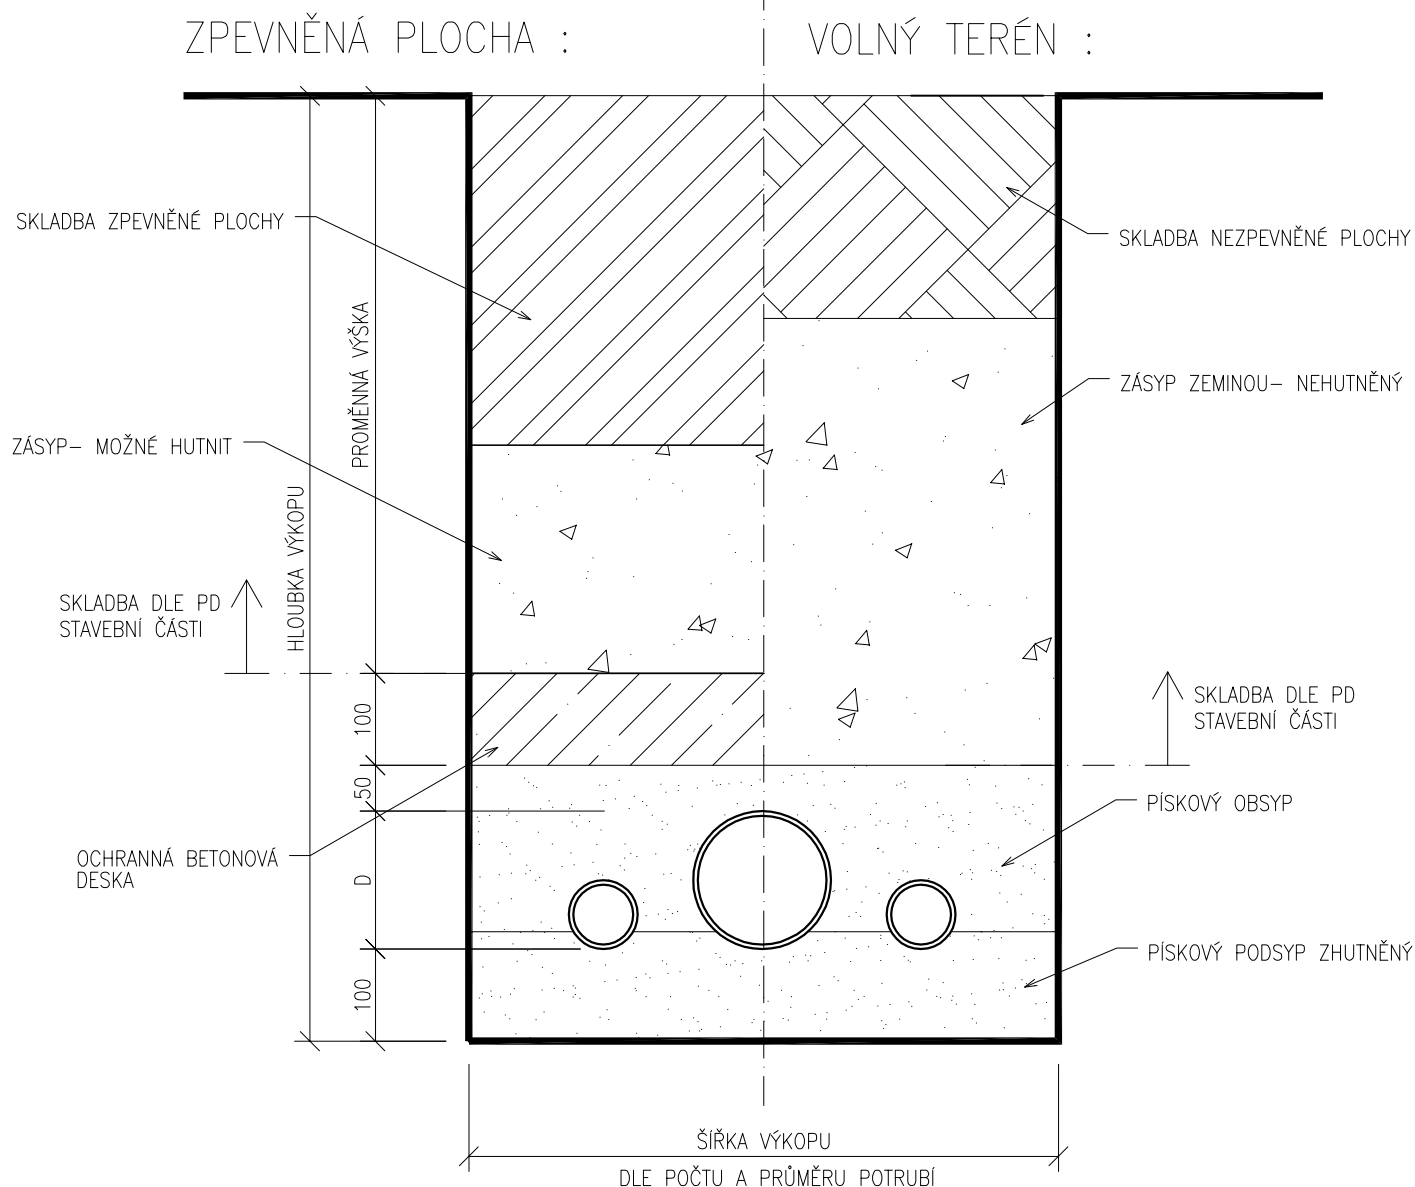 ZPEVNĚNÁ PLOCHA :
VOLNÝ TERÉN :
SKLADBA ZPEVNĚNÉ PLOCHY
SKLADBA NEZPEVNĚNÉ PLOCHY
PROMĚNNÁ VÝŠKA
ZÁSYP ZEMINOU– NEHUTNĚNÝ
ZÁSYP– MOŽNÉ HUTNIT
HLOUBKA VÝKOPU
SKLADBA DLE PD
STAVEBNÍ ČÁSTI
SKLADBA DLE PD
STAVEBNÍ ČÁSTI
100
50
PÍSKOVÝ OBSYP
OCHRANNÁ BETONOVÁ
DESKA
D
PÍSKOVÝ PODSYP ZHUTNĚNÝ
100
ŠÍŘKA VÝKOPU
DLE POČTU A PRŮMĚRU POTRUBÍ